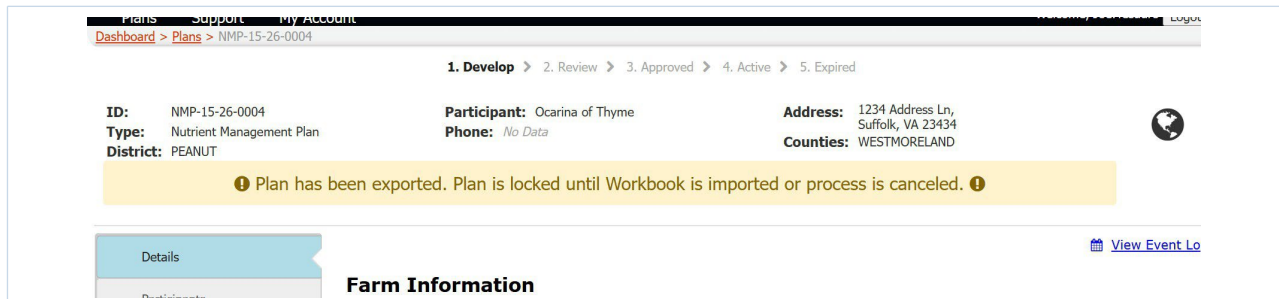 Plans Support My Account Logout
Dashboard > Plans > NMP-15-26-0004
1. Develop > 2. Review > 3. Approved > 4. Active > 5. Expired
ID: NMP-15-26-0004
Type: Nutrient Management Plan
District: PEANUT
Participant: Ocarina of Thyme
Phone: No Data
Address: 1234 Address Ln,
Suffolk, VA 23434
Counties: WESTMORELAND
Plan has been exported. Plan is locked until Workbook is imported or process is canceled.
View Event Lo
Details
Farm Information
Participants